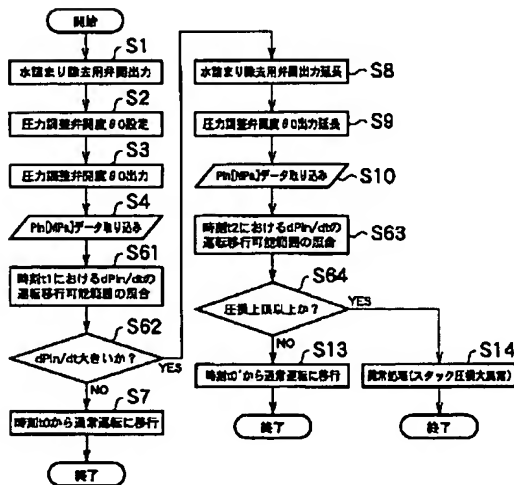 開始
S1
水詰まり除去用弁開出力
S2
圧力調整弁開度θ0設定
S3
圧力調整弁開度θ0出力
S4
Pin[MPa]データ取り込み
S61
時刻t1におけるdPin/dtの
運転移行可能範囲の照合
S62
dPin/dt大きいか？
YES
NO
S7
時刻t0から通常運転に移行
終了
S8
水詰まり除去用弁開出力延長
S9
圧力調整弁開度θ0出力延長
S10
Pin[MPa]データ取り込み
S63
時刻t2におけるdPin/dtの
運転移行可能範囲の照合
S64
圧損上限以上か？
YES
NO
S13
時刻t0'から通常運転に移行
終了
S14
異常処理(スタック圧損大異常)
終了